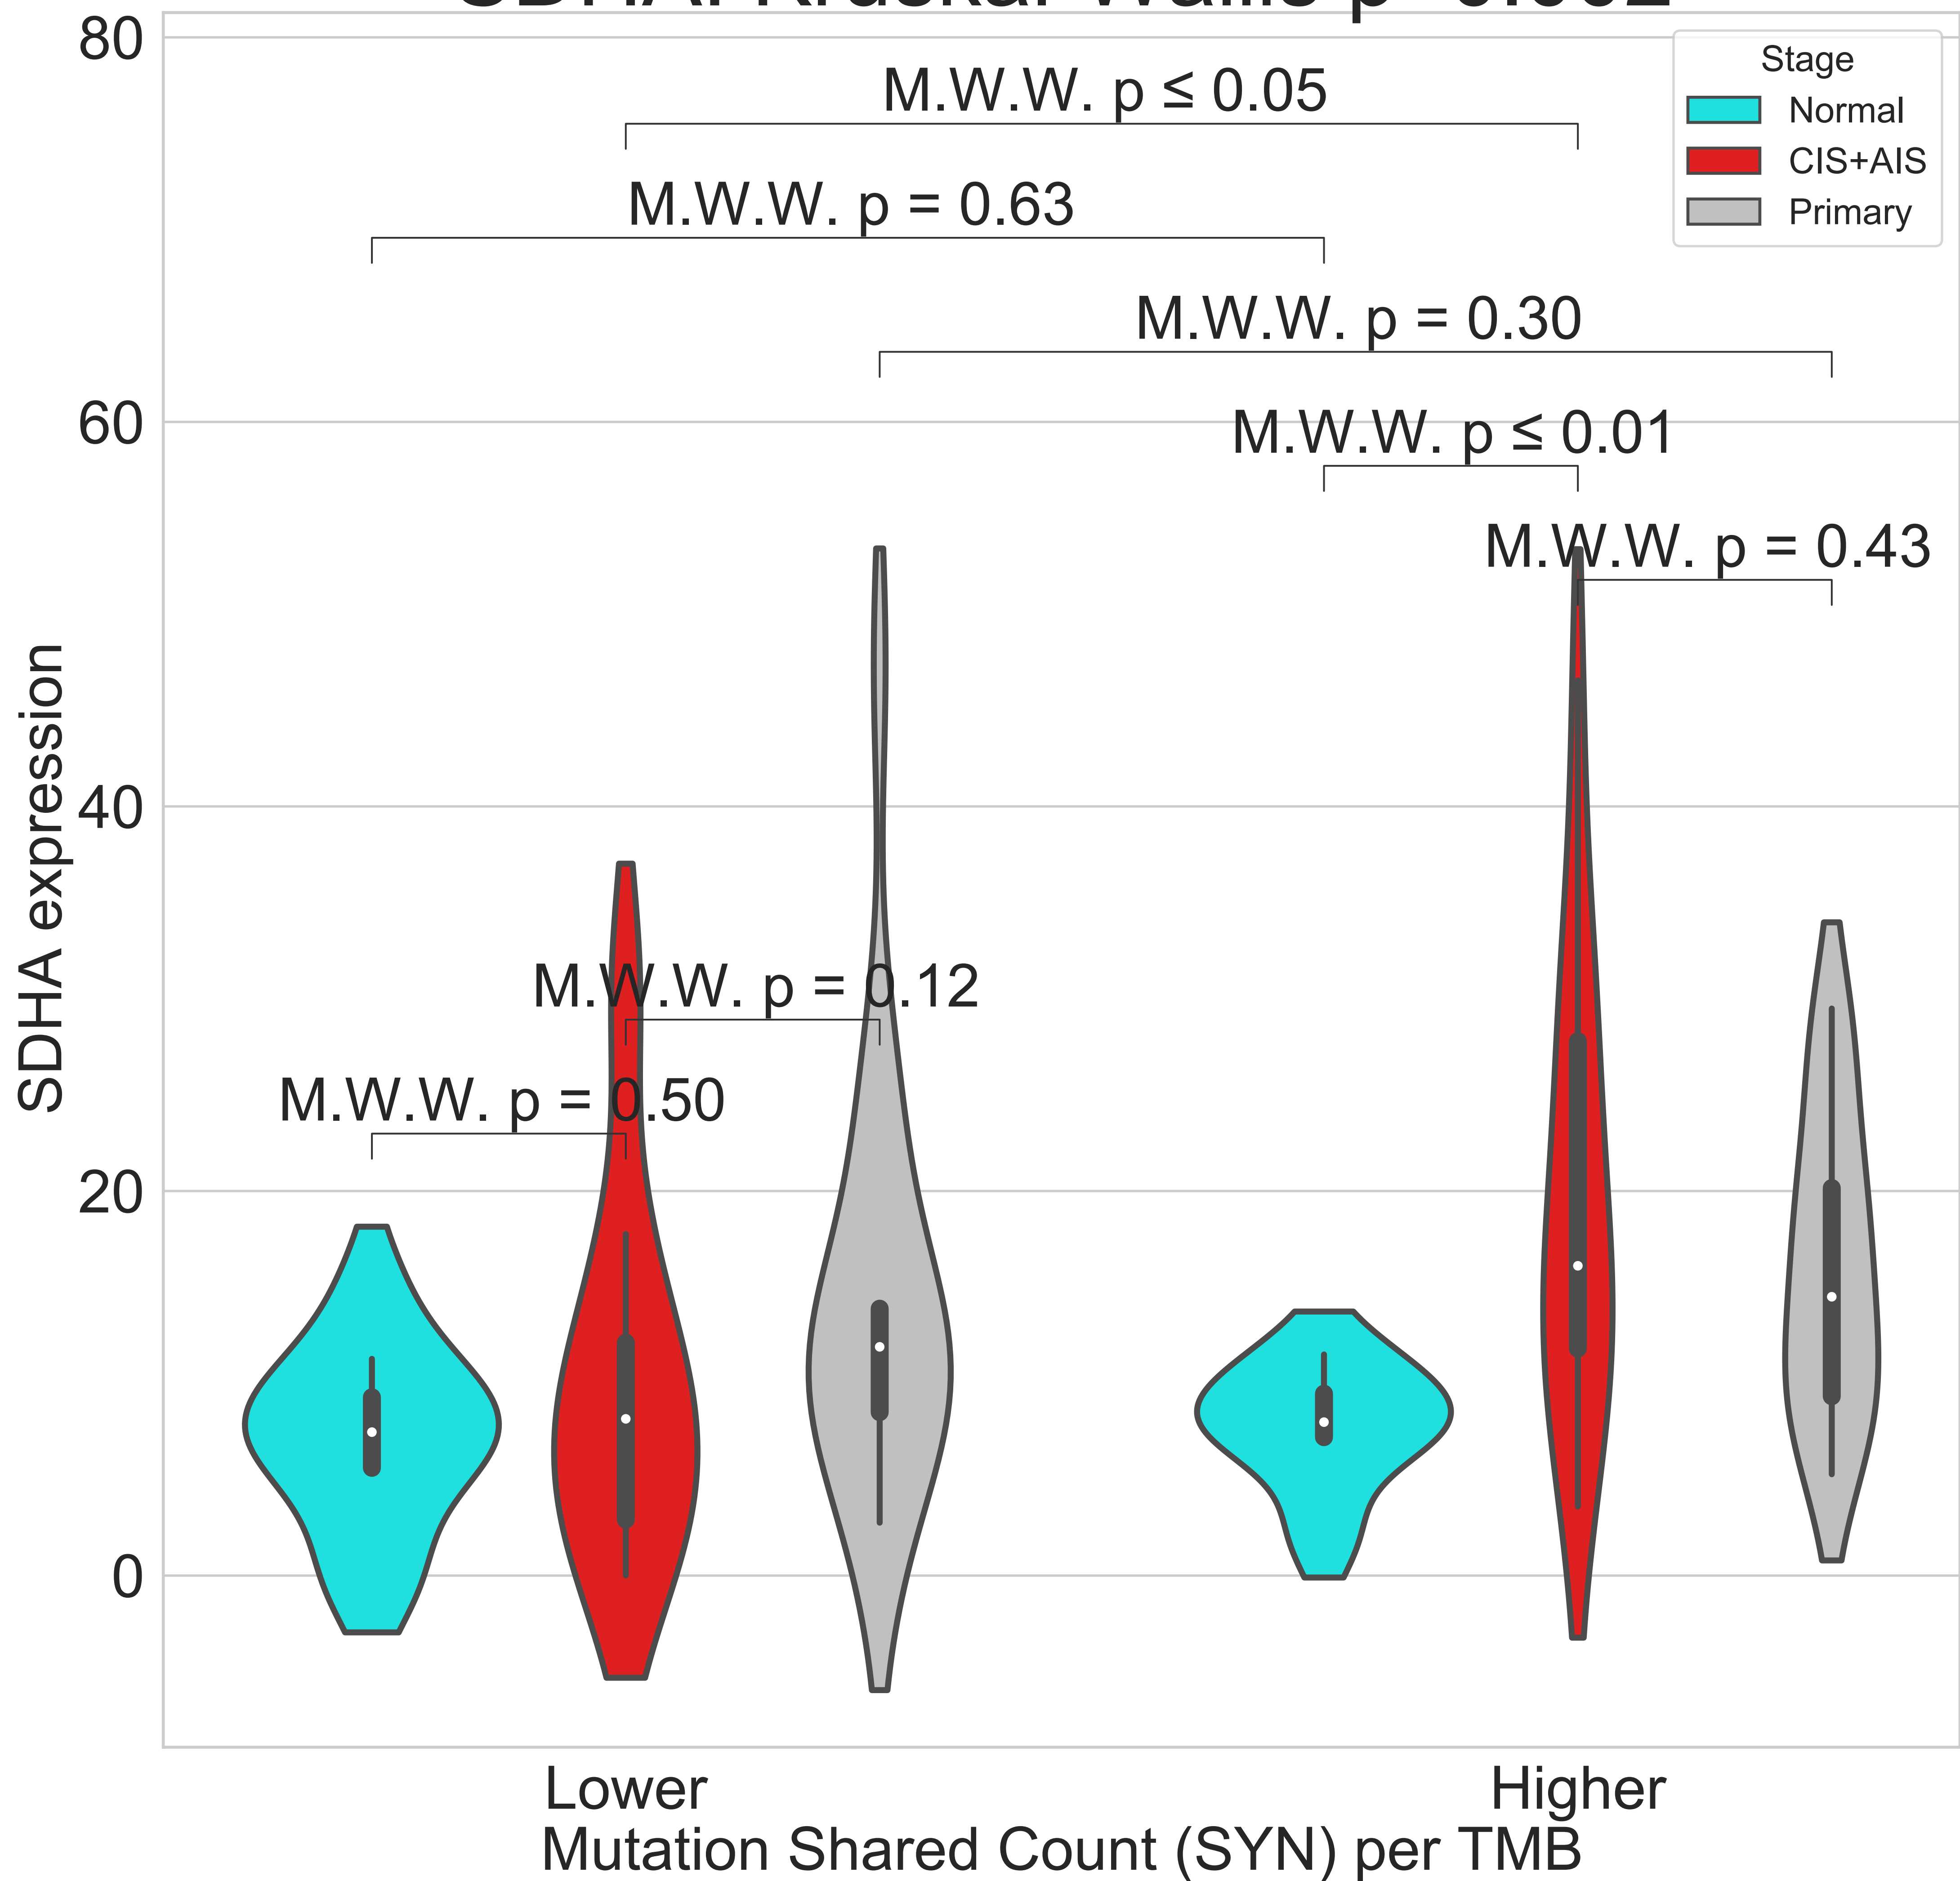 80
M.W.W. p ≤ 0.05
Stage
Normal
CIS+AIS
Primary
M.W.W. p = 0.63
M.W.W. p = 0.30
60
M.W.W. p ≤ 0.01
M.W.W. p = 0.43
SDHA expression
40
M.W.W. p = 0.12
M.W.W. p = 0.50
20
0
Lower
Higher
Mutation Shared Count (SYN) per TMB